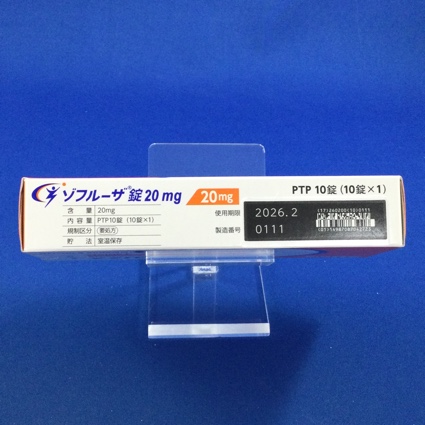 ゾフルーザ®錠20mg
20mg
PTP 10錠(10錠×1)
含量 20mg
内容量 PTP10錠(10錠×1)
規制区分 要処方
貯法 室温保存
使用期限 2026.2
製造番号 0111